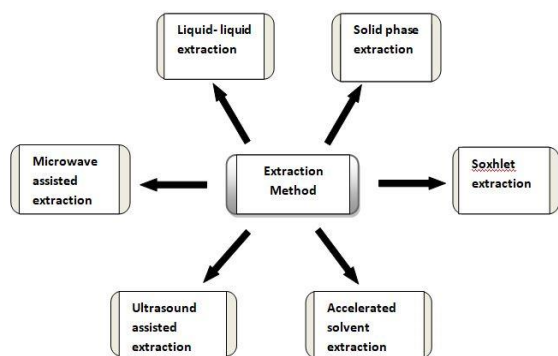 Liquid- liquid
extraction
Solid phase
extraction
Microwave
assisted
extraction
Extraction
Method
Soxhlet
extraction
Ultrasound
assisted
extraction
Accelerated
solvent
extraction